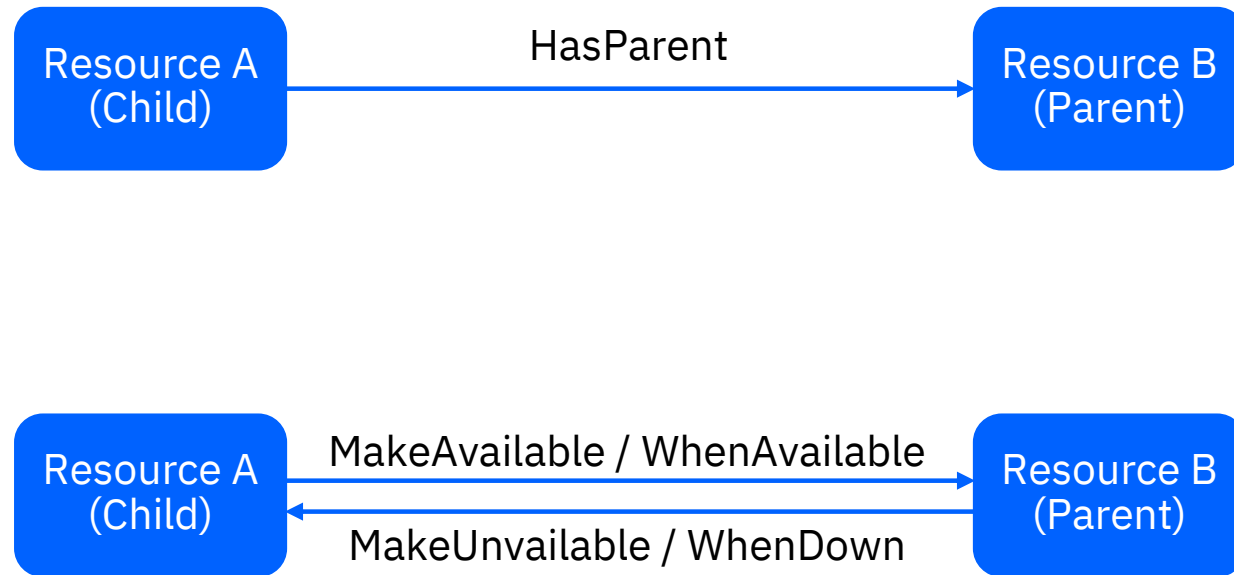 Resource A
(Child)
HasParent
Resource B
(Parent)
Resource A
(Child)
MakeAvailable / WhenAvailable
MakeUnvailable / WhenDown
Resource B
(Parent)